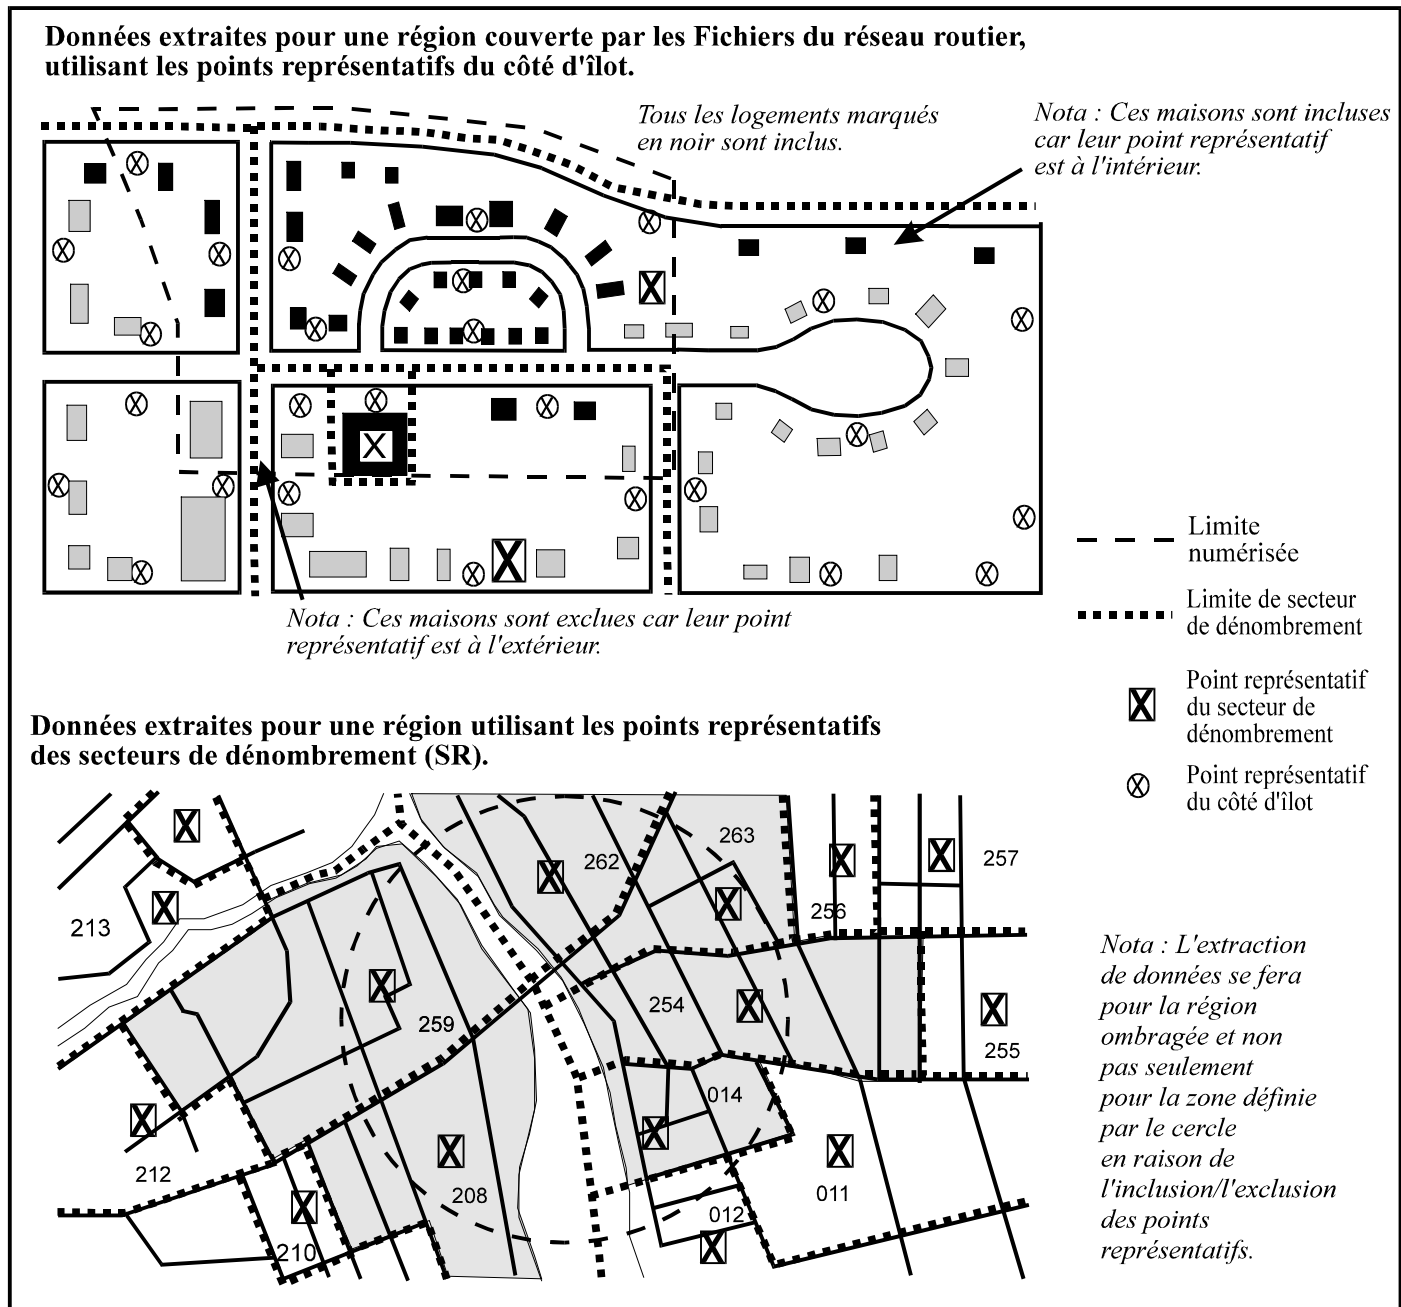 Données extraites pour une région couverte par les Fichiers du réseau routier,
utilisant les points représentatifs du côté d'îlot.
Tous les logements marqués
en noir sont inclus.
Nota : Ces maisons sont incluses
car leur point représentatif
est à l'intérieur.
Nota : Ces maisons sont exclues car leur point
représentatif est à l'extérieur.
Limite
numérisée
Limite de secteur
de dénombrement
Point représentatif
du secteur de
dénombrement
Point représentatif
du côté d'îlot
Données extraites pour une région utilisant les points représentatifs
des secteurs de dénombrement (SR).
263
262
257
256
213
254
259
255
014
212
208
011
012
210
Nota : L'extraction
de données se fera
pour la région
ombragée et non
pas seulement
pour la zone définie
par le cercle
en raison de
l'inclusion/l'exclusion
des points
représentatifs.